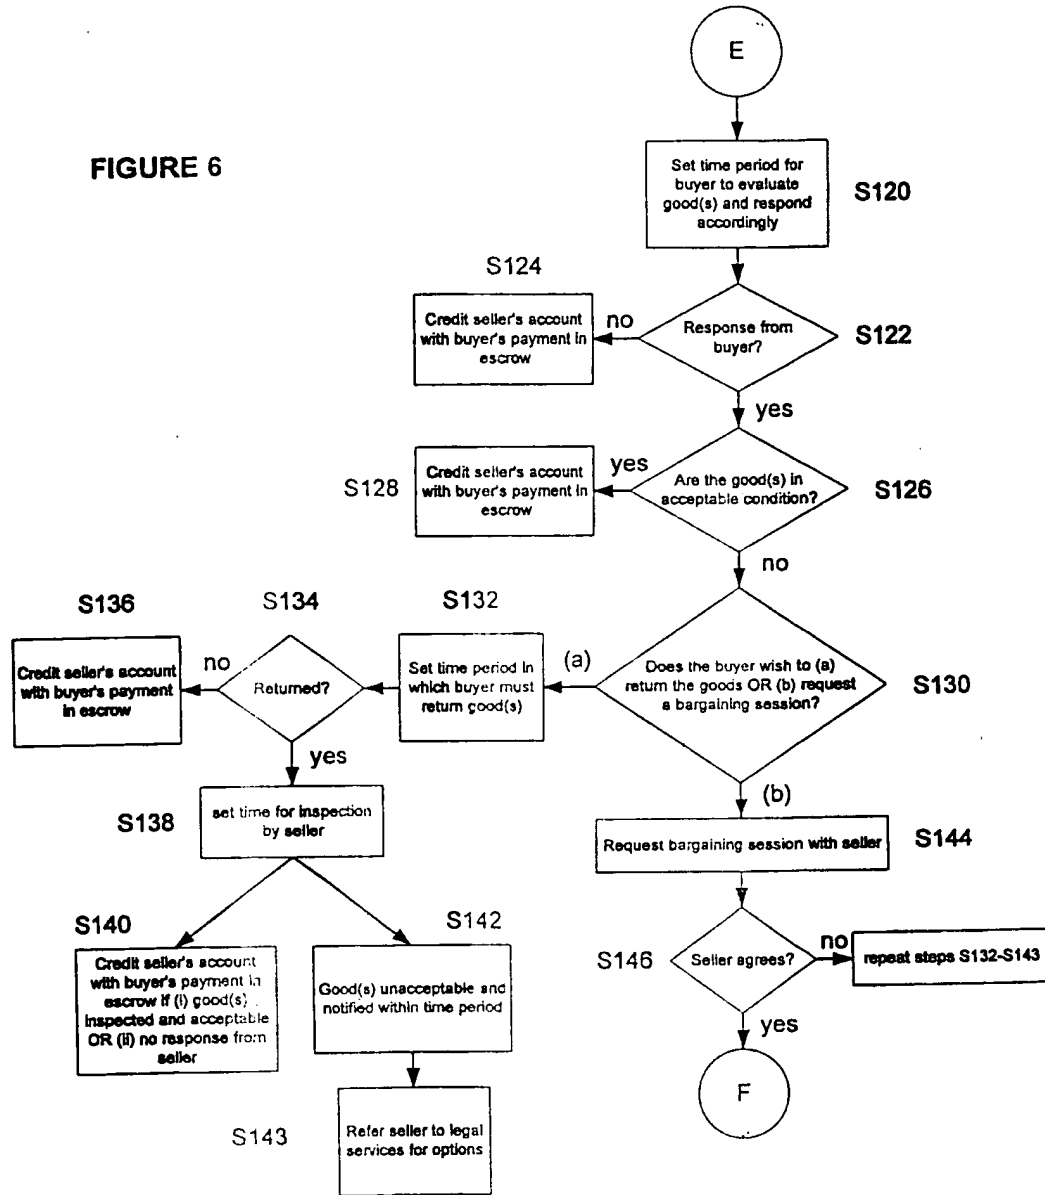 E
FIGURE 6
Set time period for
buyer to evaluate
good(s) and respond
accordingly
S120
S124
Credit seller's account
with buyer's payment in
escrow
no
Response from
buyer?
S122
yes
S128
Credit seller's account
with buyer's payment in
escrow
yes
Are the good(s) in
acceptable condition?
S126
no
S136
S134
S132
Credit seller's account
with buyer's payment
in escrow
no
Returned?
Set time period in
which buyer must
return good(s)
(a)
Does the buyer wish to (a)
return the goods OR (b) request
a bargaining session?
S130
yes
(b)
S138
set time for inspection
by seller
Request bargaining session with seller
S144
S140
S142
Credit seller's account
with buyer's payment in
escrow if (i) good(s)
inspected and acceptable
OR (ii) no response from
seller
Good(s) unacceptable and
notified within time period
S146
Seller agrees?
no
repeat steps S132-S143
yes
F
S143
Refer seller to legal
services for options